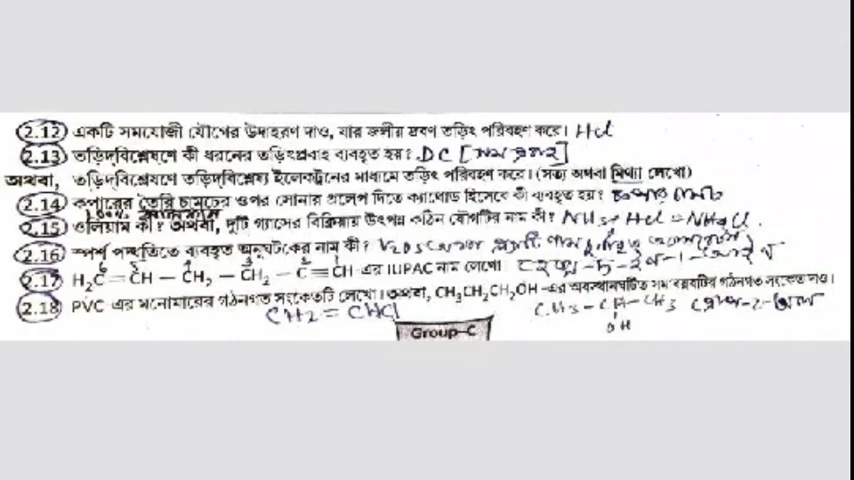 2.12 একটি সমযোজী যৌগের উদাহরণ দাও, যার জলীয় দ্রবণ তড়িৎ পরিবহণ করে। HCl
2.13 তড়িদ্‌বিশ্লেষণে কী ধরনের তড়িৎপ্রবাহ ব্যবহৃত হয়? DC [সম প্রবাহ]
অথবা, তড়িদ্‌বিশ্লেষণে তড়িদ্‌বিশ্লেষ্য ইলেকট্রনের মাধ্যমে তড়িৎ পরিবহণ করে। (সত্য অথবা মিথ্যা লেখো)
2.14 কপারের তৈরি চামচের ওপর সোনার প্রলেপ দিতে ক্যাথোড হিসেবে কী ব্যবহৃত হয়? কপার চামচ
2.15 ওলিয়াম কী? অথবা, দুটি গ্যাসের বিক্রিয়ায় উৎপন্ন কঠিন যৌগটির নাম কী? NH3 + HCl = NH4Cl.
2.16 স্পর্শ পদ্ধতিতে ব্যবহৃত অনুঘটকের নাম কী? V2O5
2.17 H₂C = CH — CH₂ — CH₂ — C ≡ CH -এর IUPAC নাম লেখো।
2.18 PVC এর মনোমারের গঠনগত সংকেতটি লেখো। অথবা, CH₃CH₂CH₂OH -এর অবস্থানঘটিত সমাবয়বটির গঠনগত সংকেত দাও।
CH2 = CHCl CH3 - CH - CH3
OH
Group-C